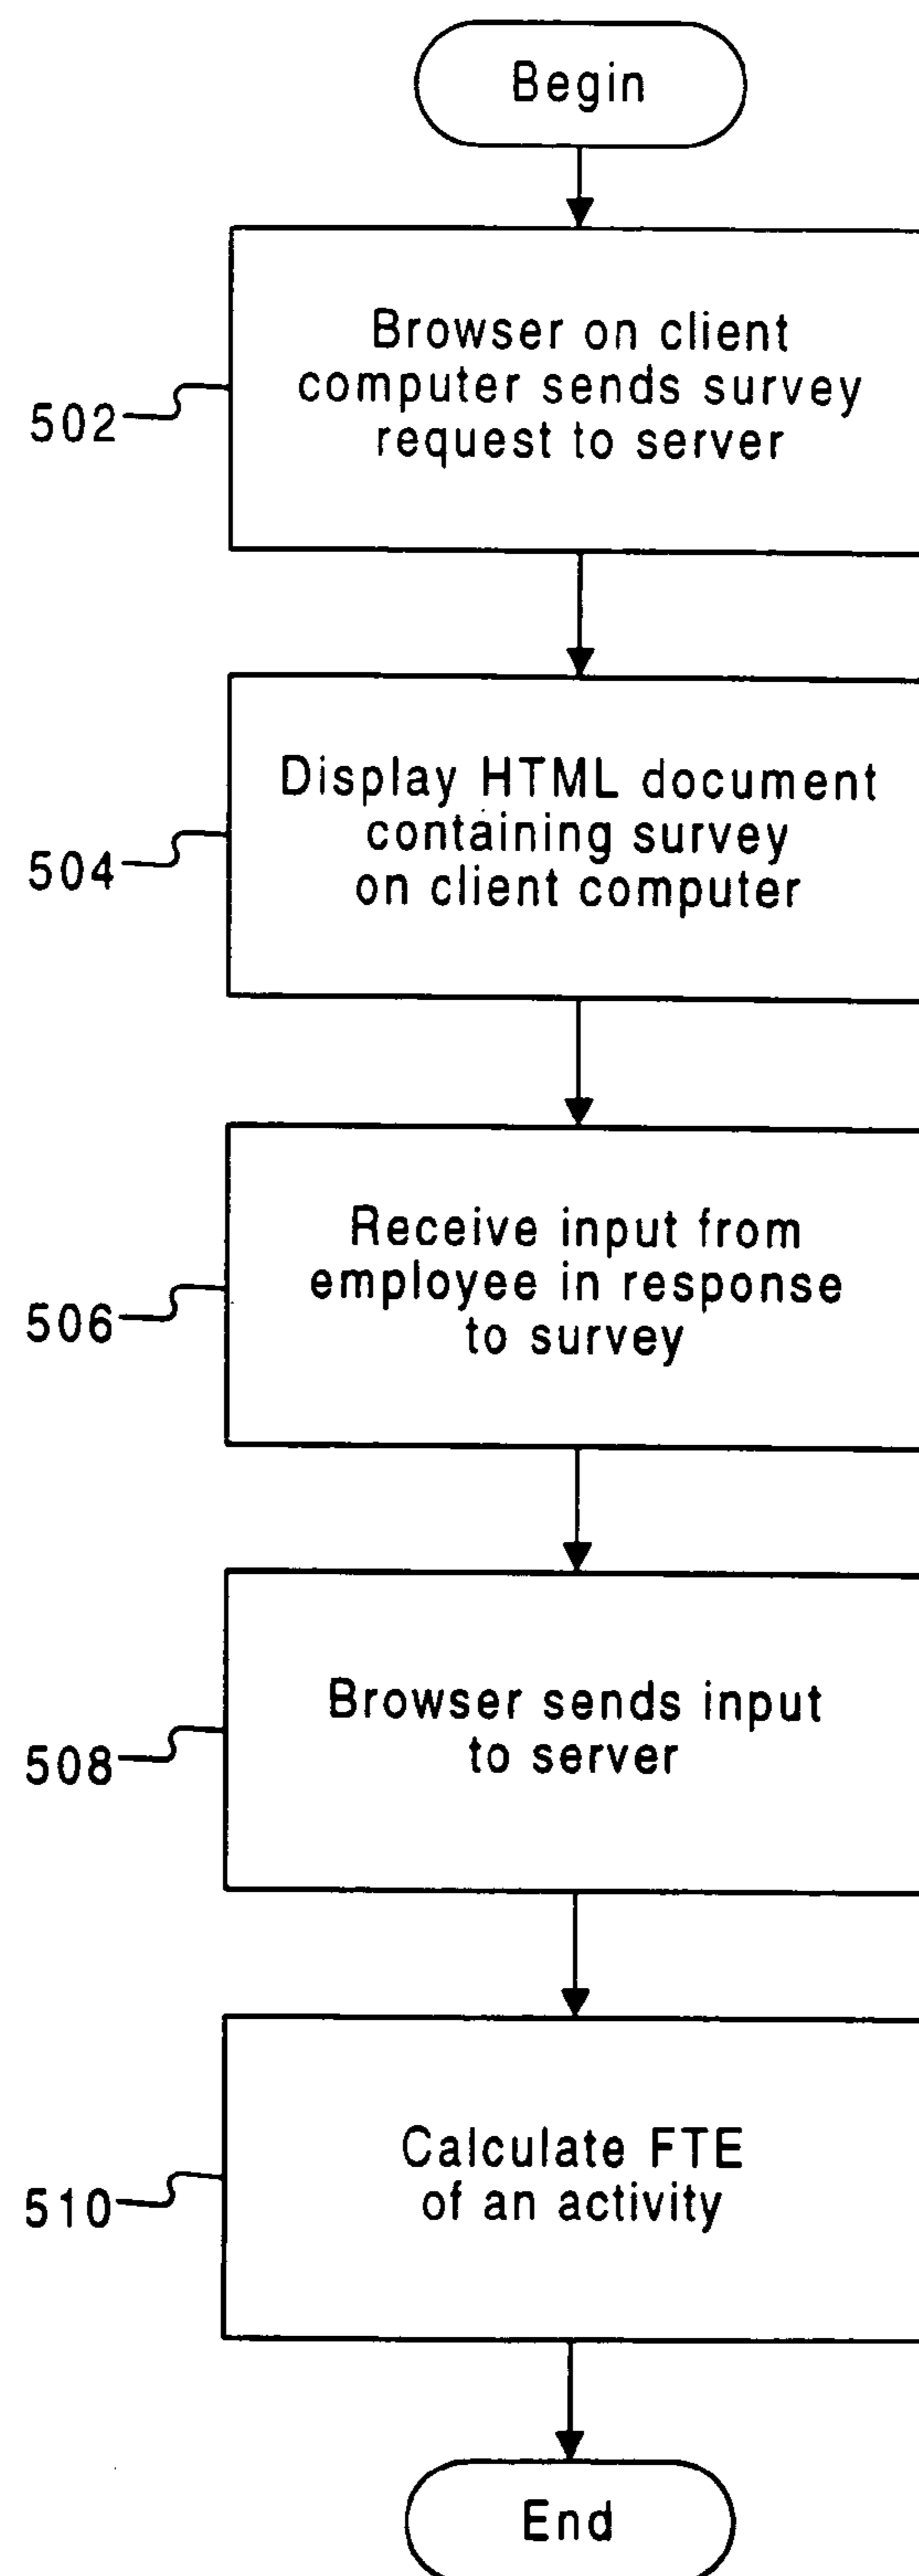 Begin
Browser on client
computer sends survey
request to server
502
Display HTML document
containing survey
on client computer
504
Receive input from
employee in response
to survey
506
Browser sends input
to server
508
Calculate FTE
of an activity
510
End